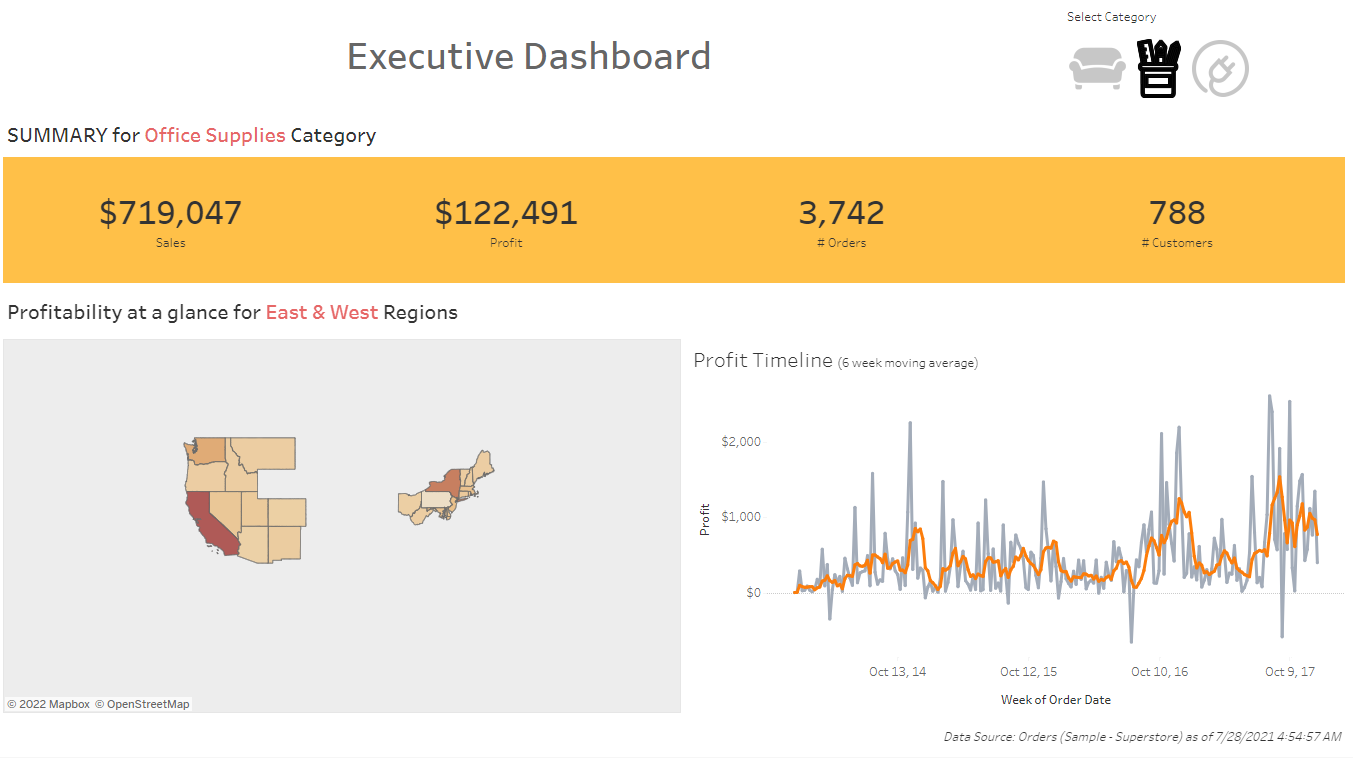 Select Category
Executive Dashboard
SUMMARY for Office Supplies Category
$719,047 $122,491 3,742 788
Sales Profit # Orders # Customers
Profitability at a glance for East & West Regions
Profit Timeline (6 week moving average)
$2,000
$1,000
$0
Profit
Oct 13, 14 Oct 12, 15 Oct 10, 16 Oct 9, 17
Week of Order Date
© 2022 Mapbox © OpenStreetMap
Data Source: Orders (Sample - Superstore) as of 7/28/2021 4:54:57 AM